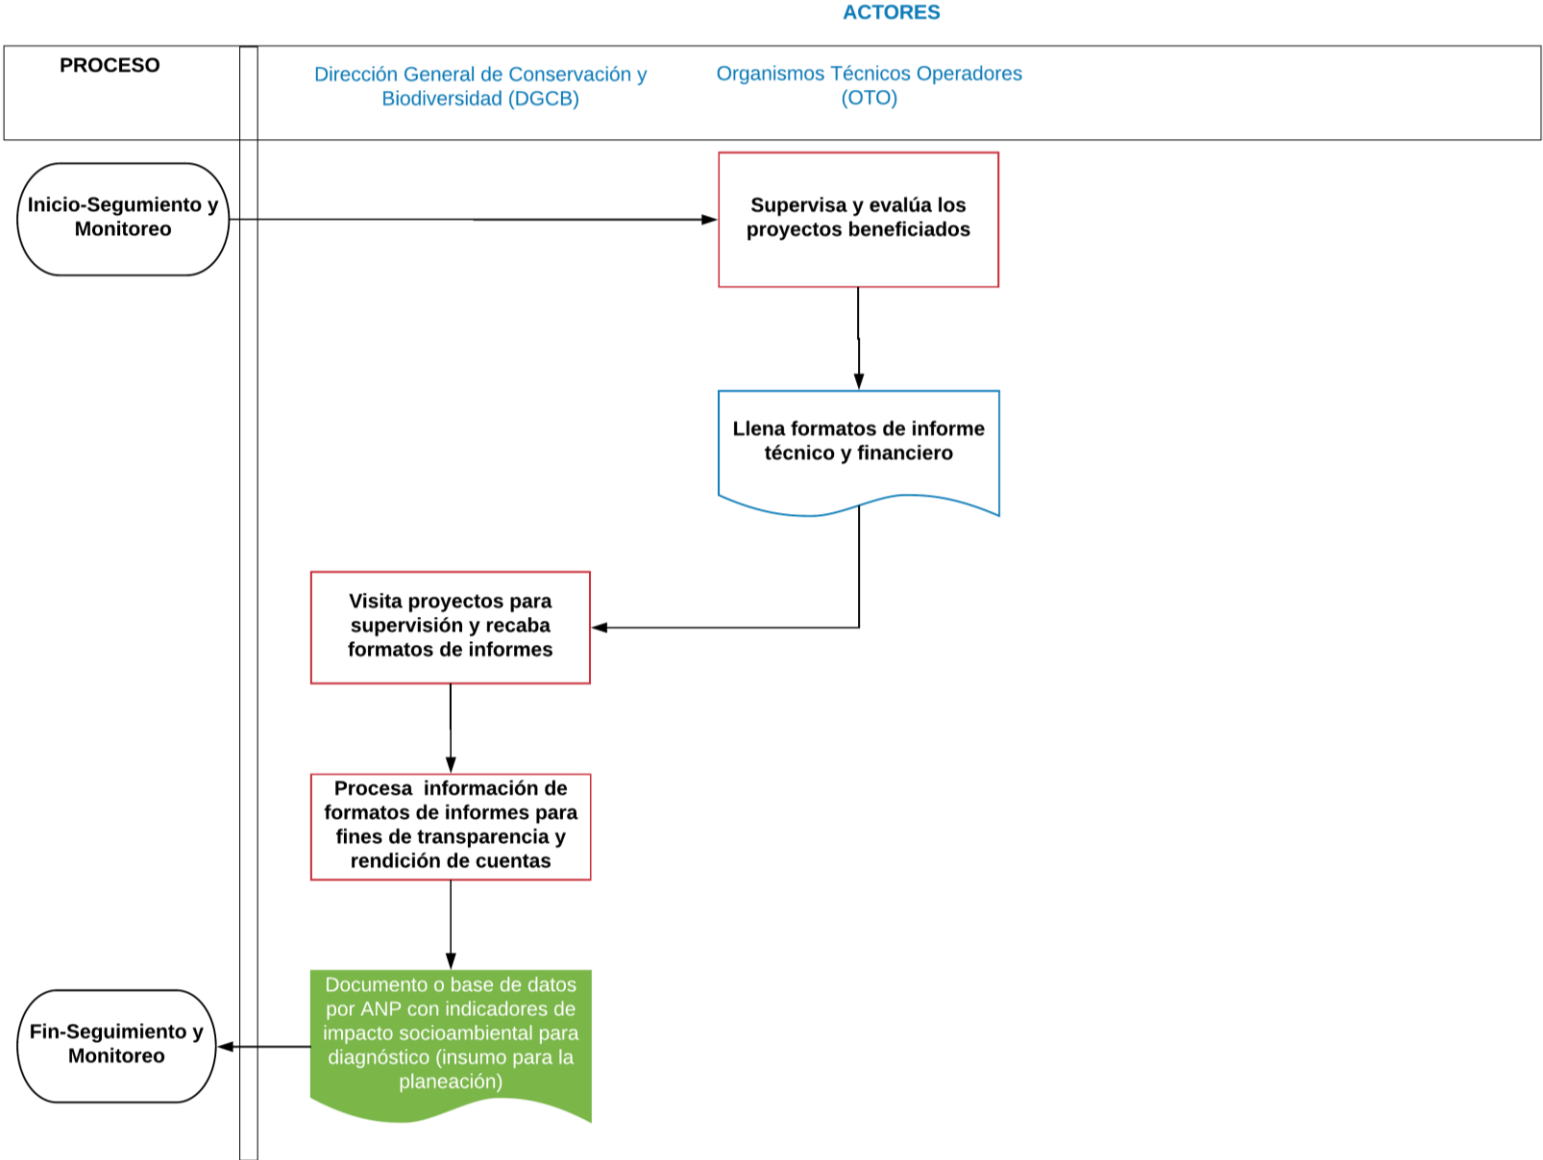 ACTORES
PROCESO
Dirección General de Conservación y
Biodiversidad (DGCB)
Organismos Técnicos Operadores
(OTO)
Inicio-Segumiento y
Monitoreo
Supervisa y evalúa los
proyectos beneficiados
Llena formatos de informe
técnico y financiero
Visita proyectos para
supervisión y recaba
formatos de informes
Procesa información de
formatos de informes para
fines de transparencia y
rendición de cuentas
Documento o base de datos
por ANP con indicadores de
impacto socioambiental para
diagnóstico (insumo para la
planeación)
Fin-Seguimiento y
Monitoreo